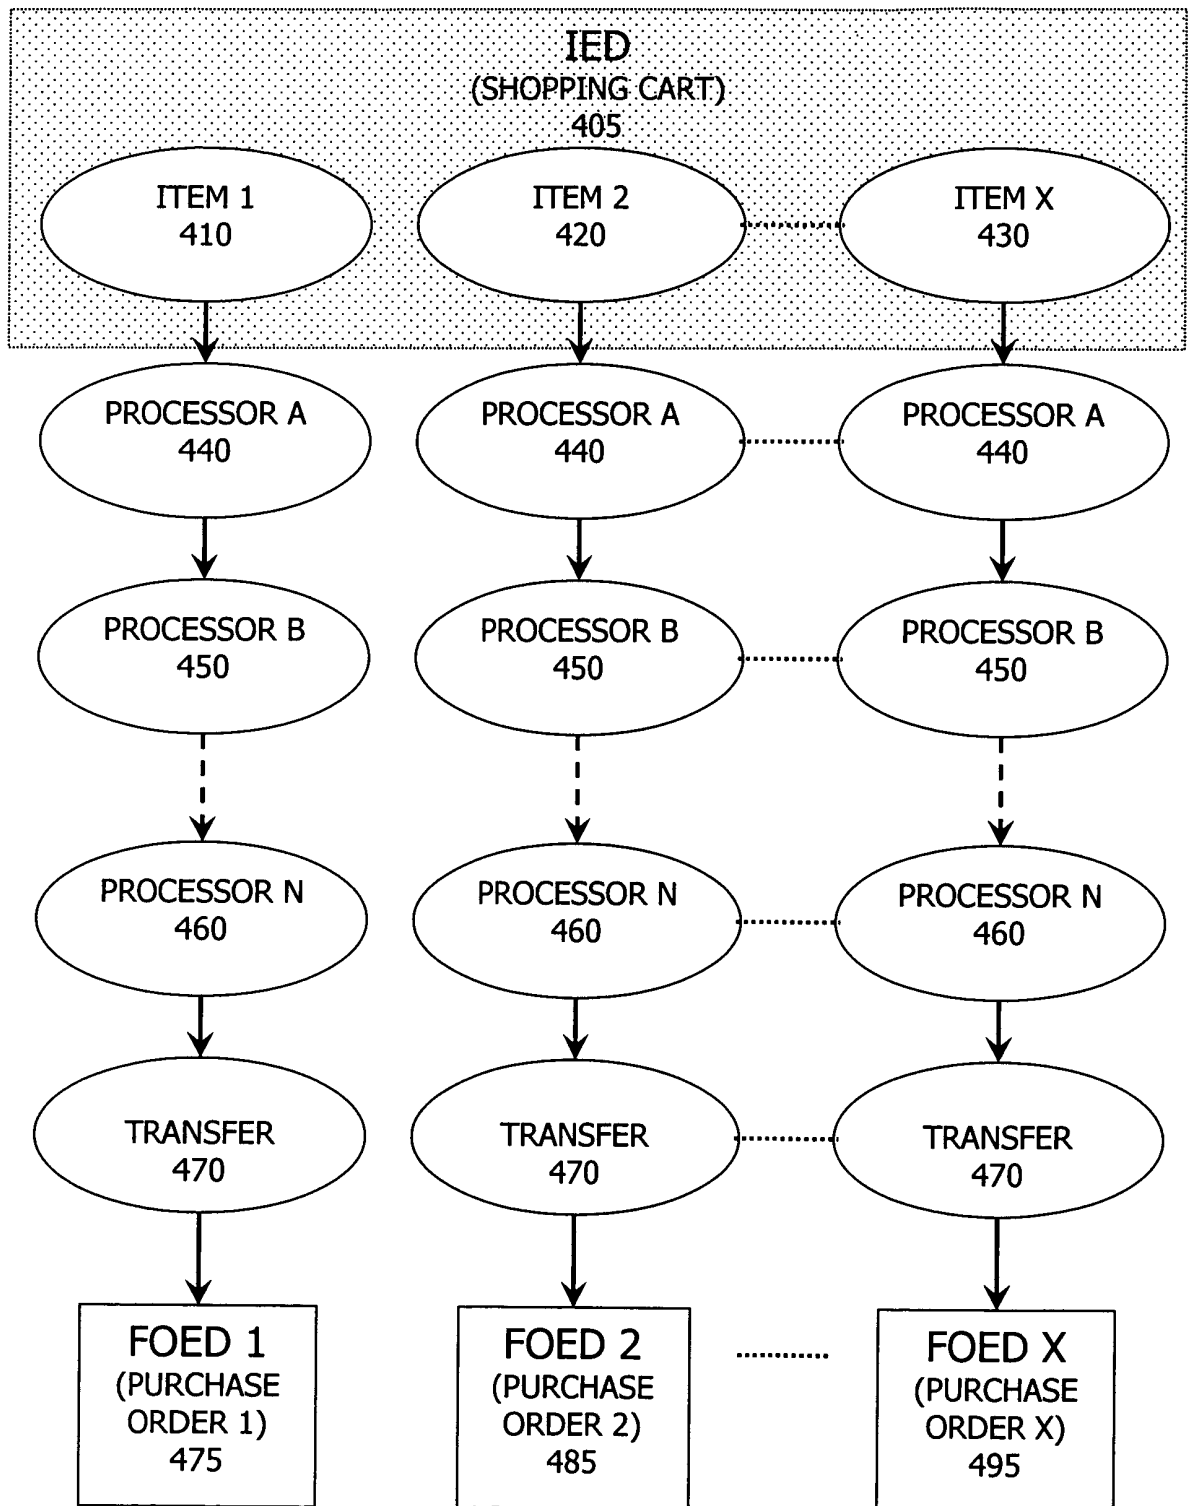 IED
(SHOPPING CART)
405
ITEM 1
410
ITEM 2
420
ITEM X
430
PROCESSOR A
440
PROCESSOR A
440
PROCESSOR A
440
PROCESSOR B
450
PROCESSOR B
450
PROCESSOR B
450
PROCESSOR N
460
PROCESSOR N
460
PROCESSOR N
460
TRANSFER
470
TRANSFER
470
TRANSFER
470
FOED 1
(PURCHASE
ORDER 1)
475
FOED 2
(PURCHASE
ORDER 2)
485
FOED X
(PURCHASE
ORDER X)
495